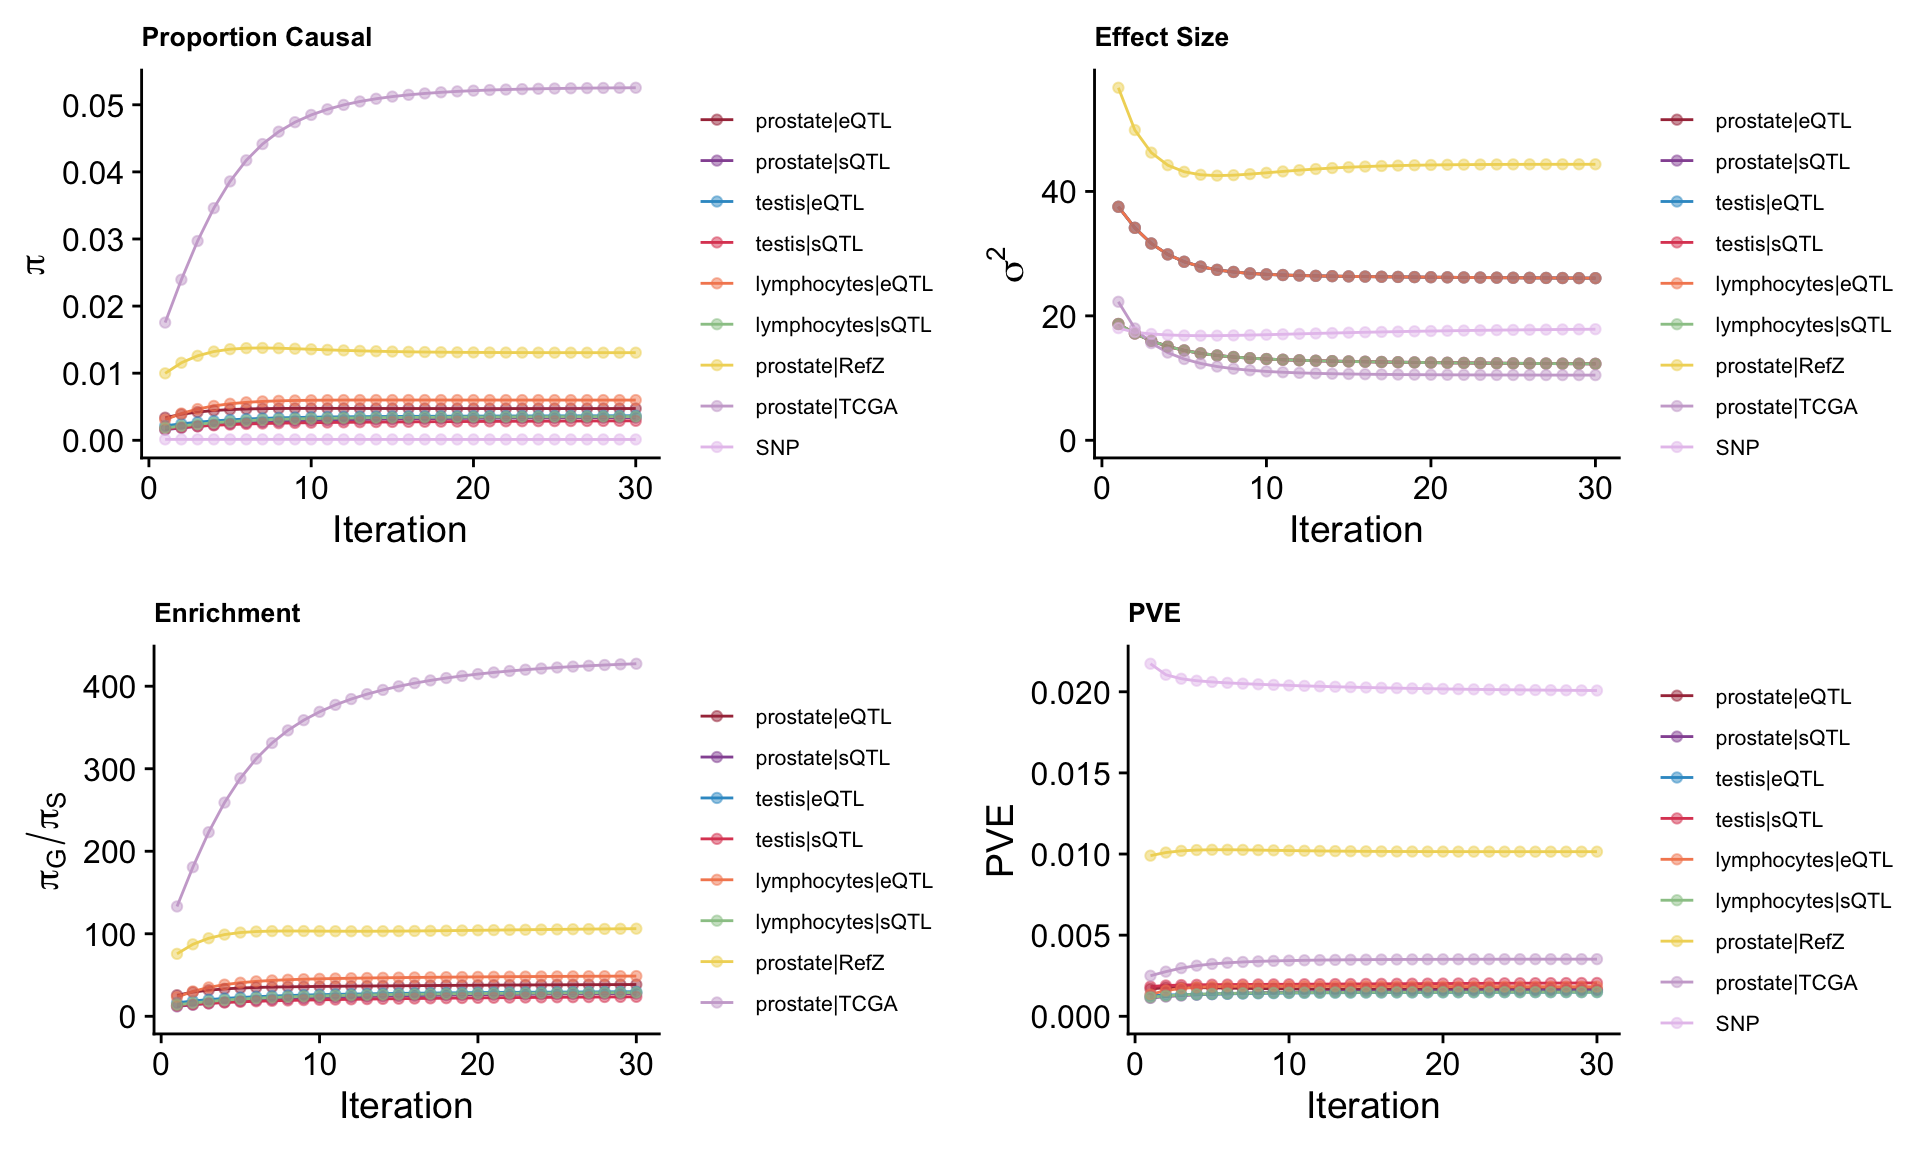 Proportion Causal
0.05
0.04
0.03
0.02
0.01
0.00
π
0 10 20 30
Iteration
prostate|eQTL
prostate|sQTL
testis|eQTL
testis|sQTL
lymphocytes|eQTL
lymphocytes|sQTL
prostate|RefZ
prostate|TCGA
SNP
Effect Size
40
20
0
σ²
0 10 20 30
Iteration
prostate|eQTL
prostate|sQTL
testis|eQTL
testis|sQTL
lymphocytes|eQTL
lymphocytes|sQTL
prostate|RefZ
prostate|TCGA
SNP
Enrichment
400
300
200
100
0
πG/πS
0 10 20 30
Iteration
prostate|eQTL
prostate|sQTL
testis|eQTL
testis|sQTL
lymphocytes|eQTL
lymphocytes|sQTL
prostate|RefZ
prostate|TCGA
PVE
0.020
0.015
0.010
0.005
0.000
PVE
0 10 20 30
Iteration
prostate|eQTL
prostate|sQTL
testis|eQTL
testis|sQTL
lymphocytes|eQTL
lymphocytes|sQTL
prostate|RefZ
prostate|TCGA
SNP